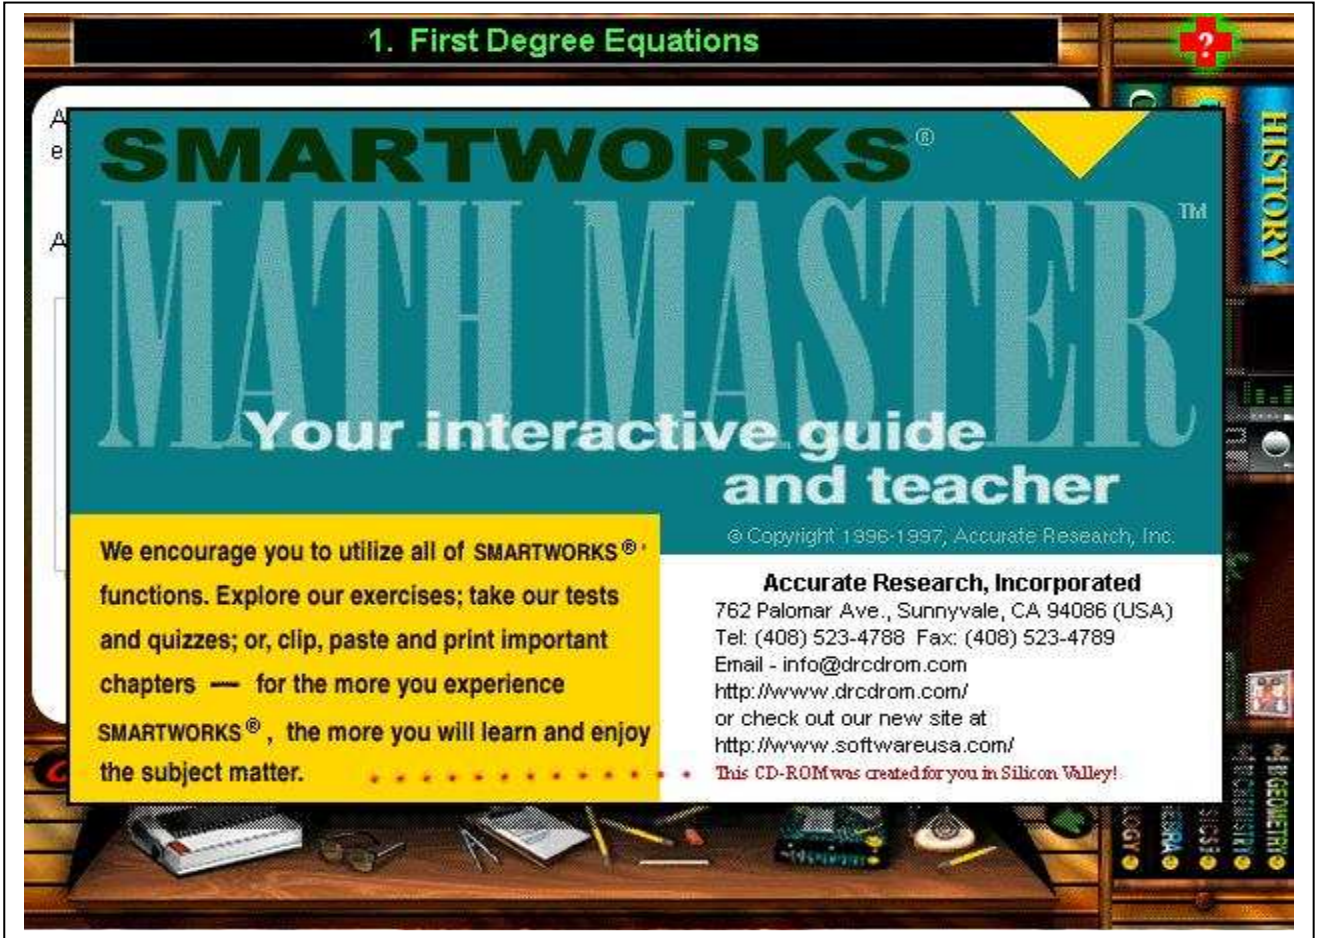 1. First Degree Equations
?
A
e
A
HISTORY
SMARTWORKS®
MATH MASTER™
Your interactive guide
and teacher
© Copyright 1996-1997, Accurate Research, Inc.
We encourage you to utilize all of SMARTWORKS®
functions. Explore our exercises; take our tests
and quizzes; or, clip, paste and print important
chapters — for the more you experience
SMARTWORKS®, the more you will learn and enjoy
the subject matter.
Accurate Research, Incorporated
762 Palomar Ave., Sunnyvale, CA 94086 (USA)
Tel: (408) 523-4788 Fax: (408) 523-4789
Email - info@drcdrom.com
http://www.drcdrom.com/
or check out our new site at
http://www.softwareusa.com/
This CD-ROM was created for you in Silicon Valley!
OLOGY
EBRA
SICS
CHEMISTRY
GEOMETRY